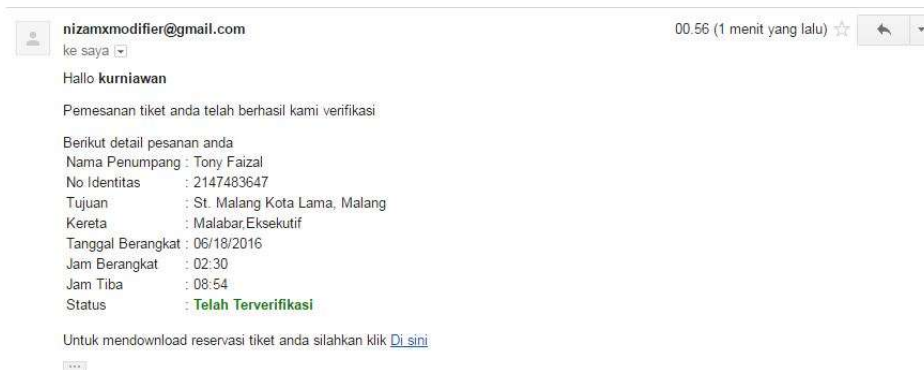 nizamxmodifier@gmail.com 00.56 (1 menit yang lalu)
ke saya
Hallo kurniawan
Pemesanan tiket anda telah berhasil kami verifikasi
Berikut detail pesanan anda
Nama Penumpang : Tony Faizal
No Identitas : 2147483647
Tujuan : St. Malang Kota Lama, Malang
Kereta : Malabar,Eksekutif
Tanggal Berangkat : 06/18/2016
Jam Berangkat : 02:30
Jam Tiba : 08:54
Status : Telah Terverifikasi
Untuk mendownload reservasi tiket anda silahkan klik Di sini